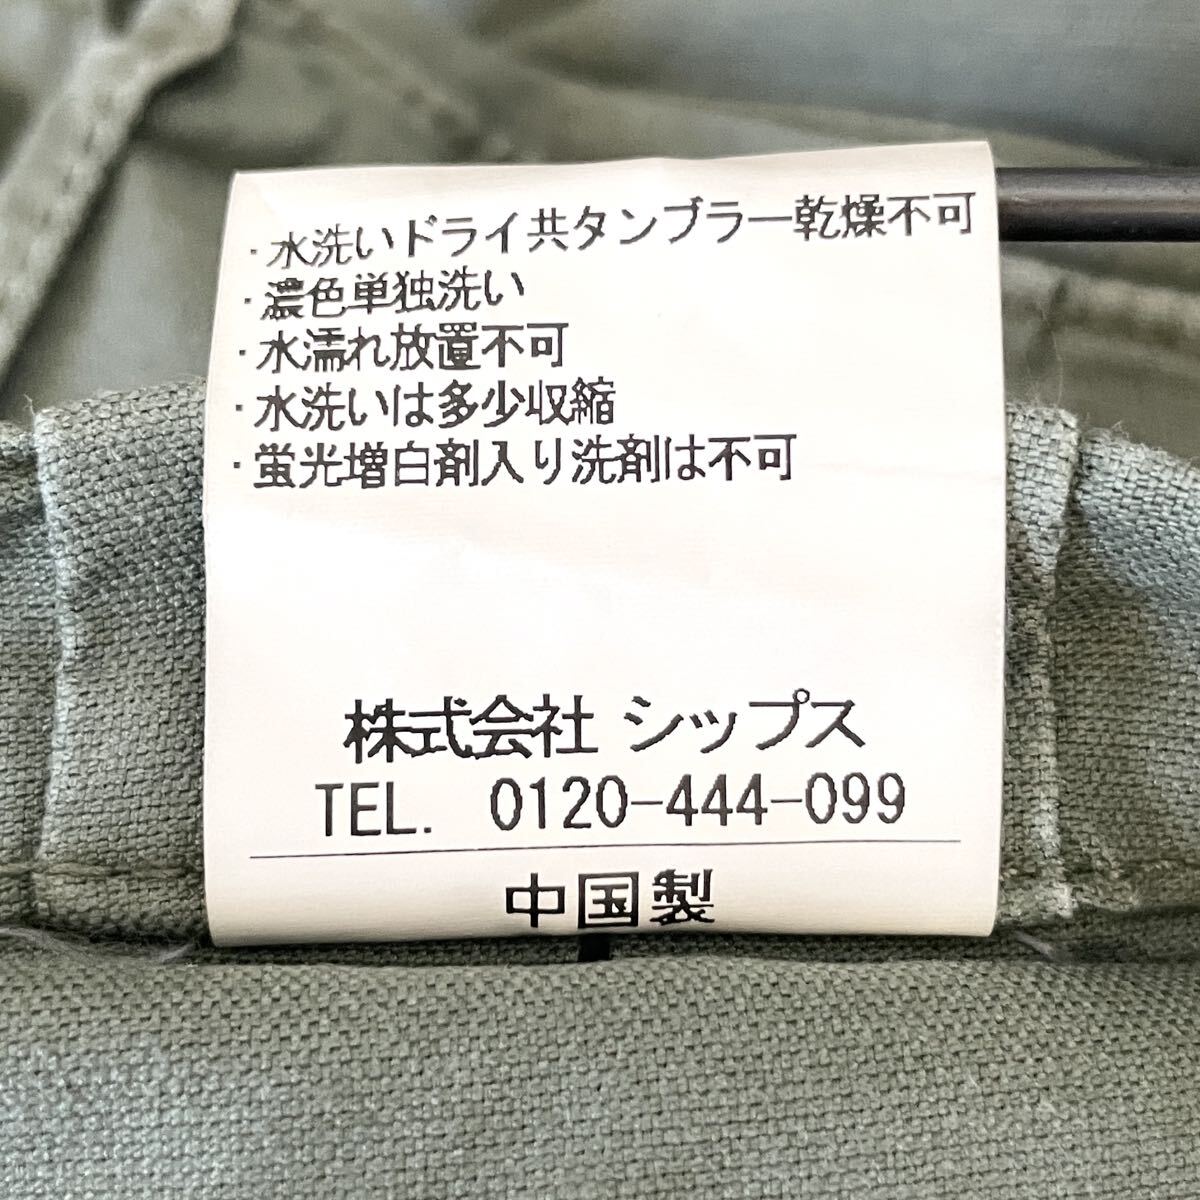 ・水洗いドライ共タンブラー乾燥不可
・濃色単独洗い
・水濡れ放置不可
・水洗いは多少収縮
・蛍光増白剤入り洗剤は不可
株式会社 シップス
TEL. 0120-444-099
中国製